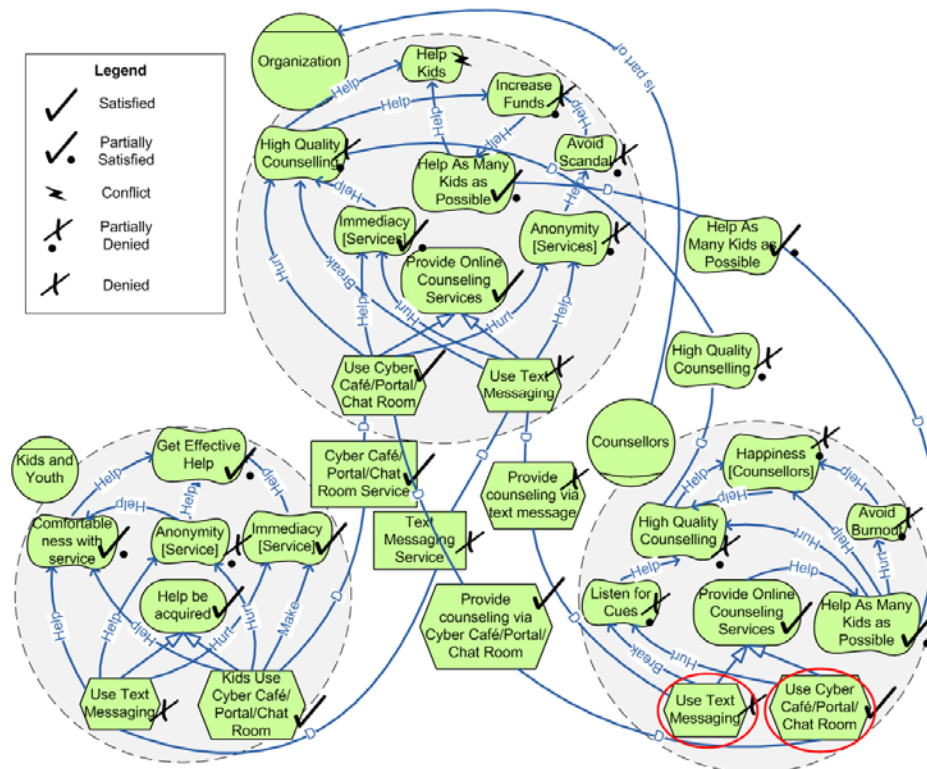 Legend
Satisfied
Partially
Satisfied
Conflict
Partially
Denied
Denied
Organization
Help
Kids
Increase
Funds
Avoid
Scandal
High Quality
Counselling
Help As Many
Kids as
Possible
Immediacy
[Services]
Anonymity
[Services]
Provide Online
Counseling
Services
Use Cyber
Café/Portal/
Chat Room
Use Text
Messaging
Help
Help
Help
Help
Help
Help
Help
Hurt
Break
Help
Hurt
Hurt
Help
Is part of
D
D
Help As
Many Kids as
Possible
High Quality
Counselling
D
D
D
D
D
Cyber Café/
Portal/Chat
Room Service
Text
Messaging
Service
Provide
counseling via
text message
Provide
counseling via
Cyber Café/Portal/
Chat Room
Kids and
Youth
Get Effective
Help
Comfortable
ness with
service
Anonymity
[Service]
Immediacy
[Service]
Help be
acquired
Use Text
Messaging
Kids Use
Cyber Café/
Portal/Chat
Room
Help
Help
Help
Help
Help
Help
Help
Hurt
Hurt
Make
D
D
Counsellors
Happiness
[Counsellors]
High Quality
Counselling
Avoid
Burnout
Listen for
Cues
Provide Online
Counseling
Services
Help As Many
Kids as
Possible
Use Text
Messaging
Use Cyber
Café/Portal/
Chat Room
Help
Help
Help
Hurt
Help
Hurt
Help
Help
Break
Hurt
D
D
D
D